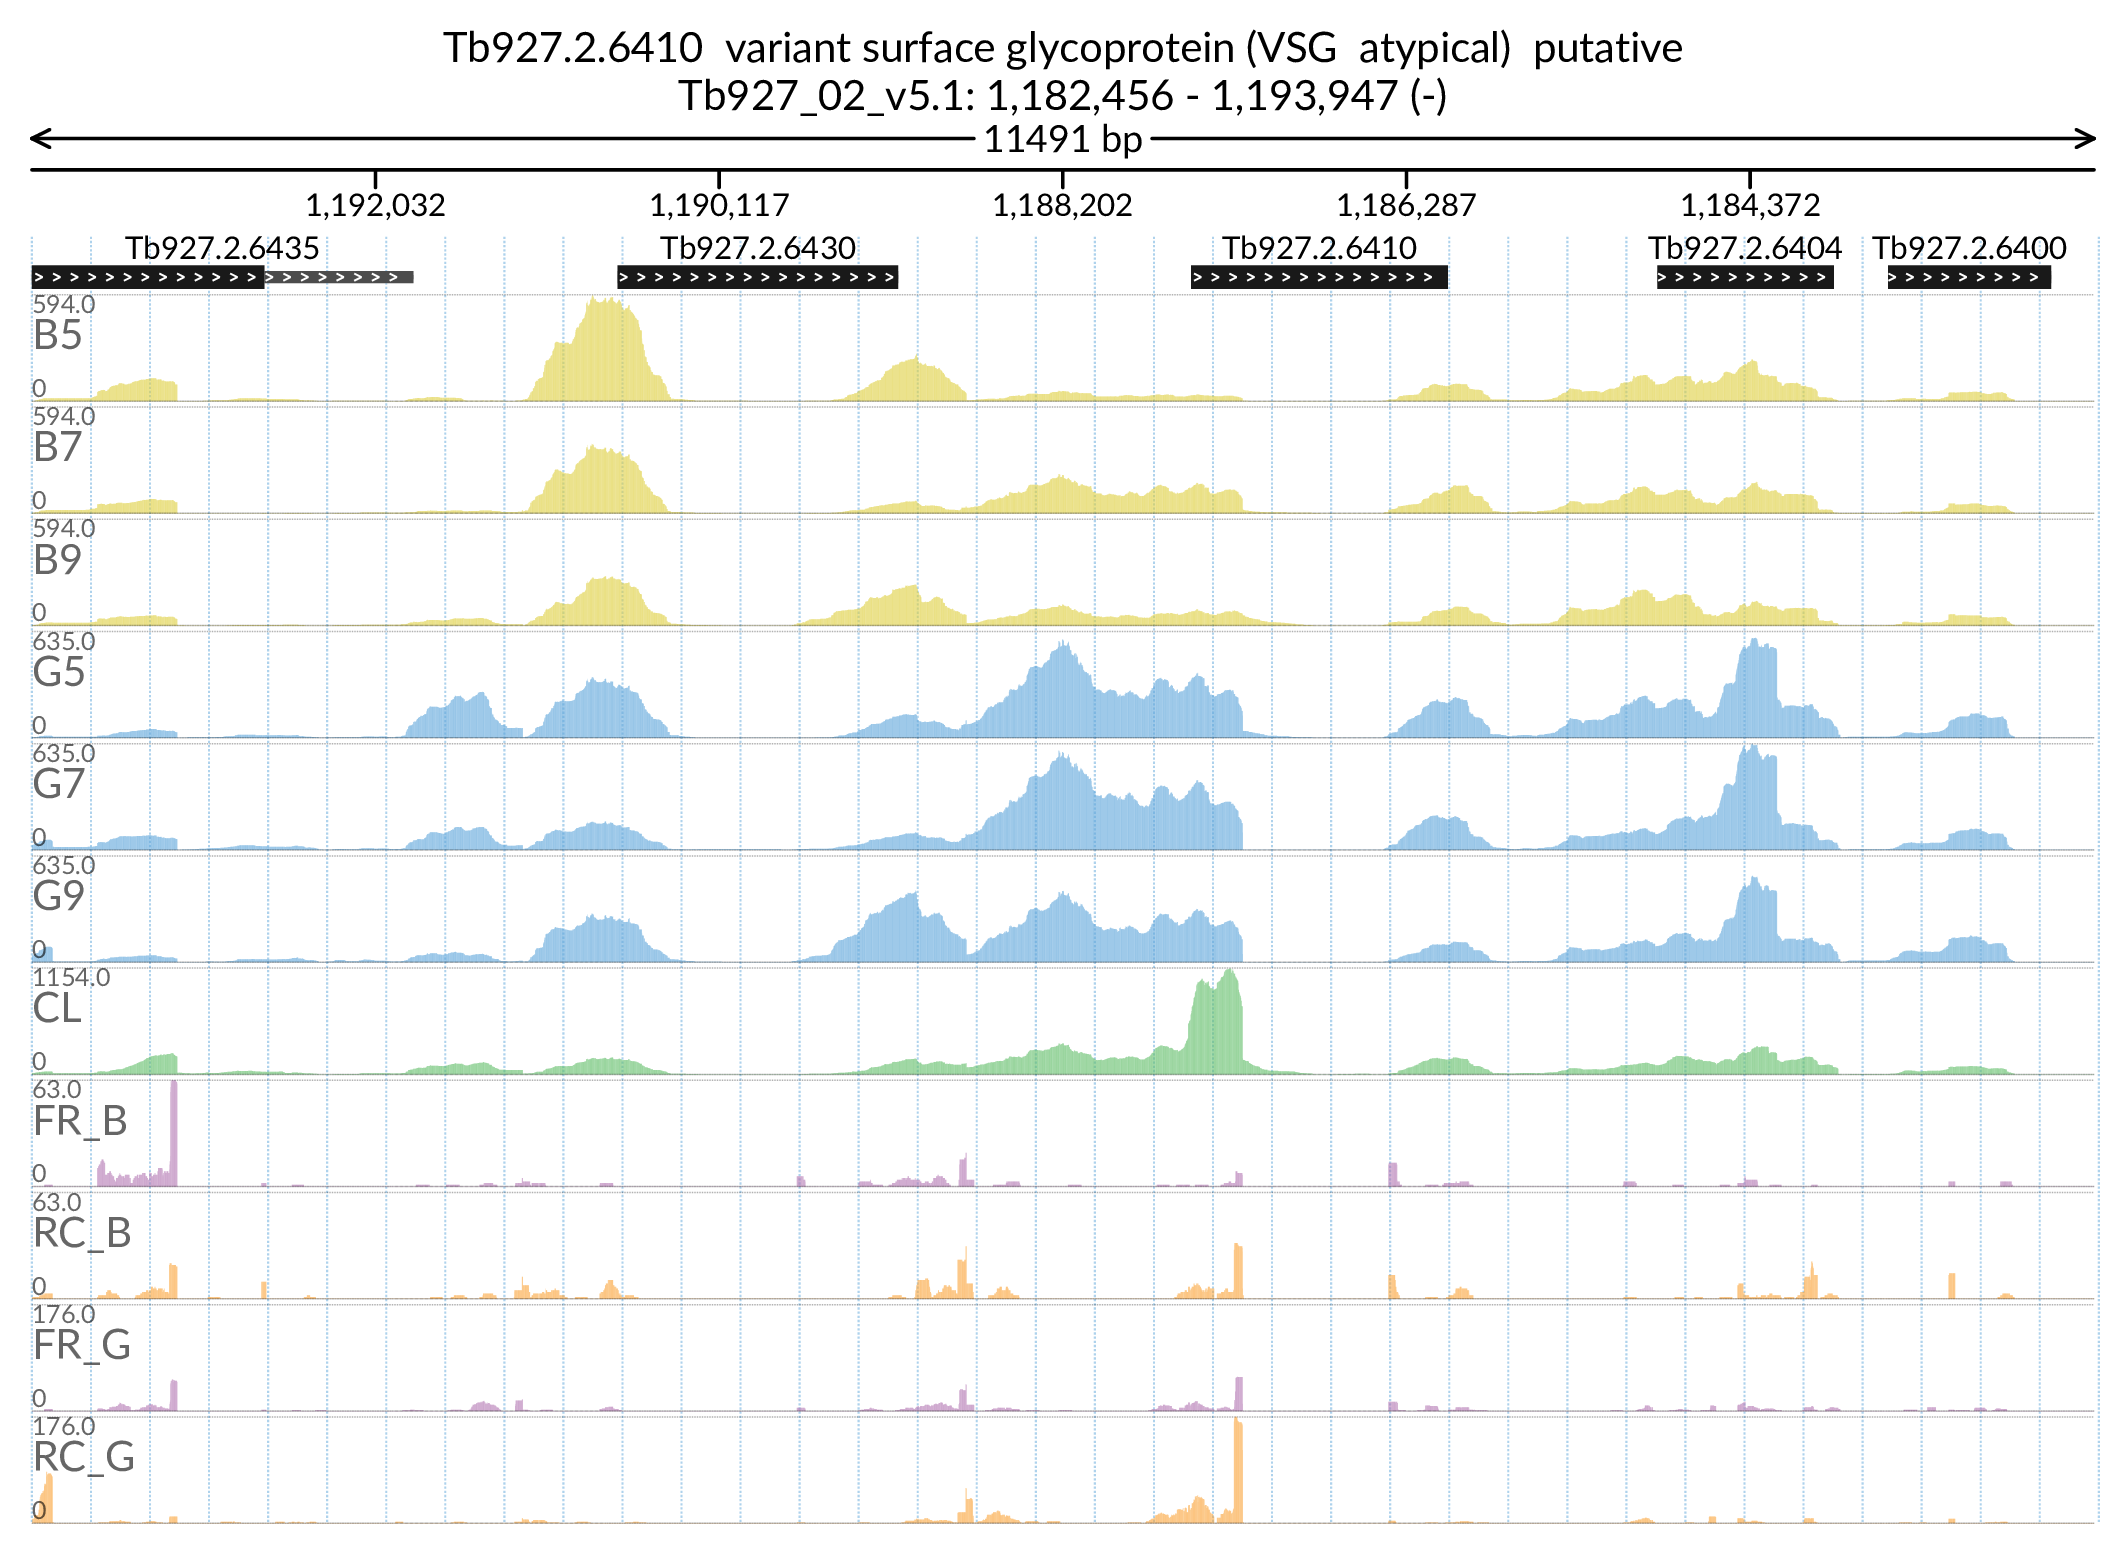 Tb927.2.6410  variant surface glycoprotein (VSG  atypical)  putative
Tb927_02_v5.1: 1,182,456 - 1,193,947 (-)
11491 bp
1,192,032 1,190,117 1,188,202 1,186,287 1,184,372
Tb927.2.6435 Tb927.2.6430 Tb927.2.6410 Tb927.2.6404 Tb927.2.6400
594.0
B5
0
594.0
B7
0
594.0
B9
0
635.0
G5
0
635.0
G7
0
635.0
G9
0
1154.0
CL
0
63.0
FR_B
0
63.0
RC_B
0
176.0
FR_G
0
176.0
RC_G
0